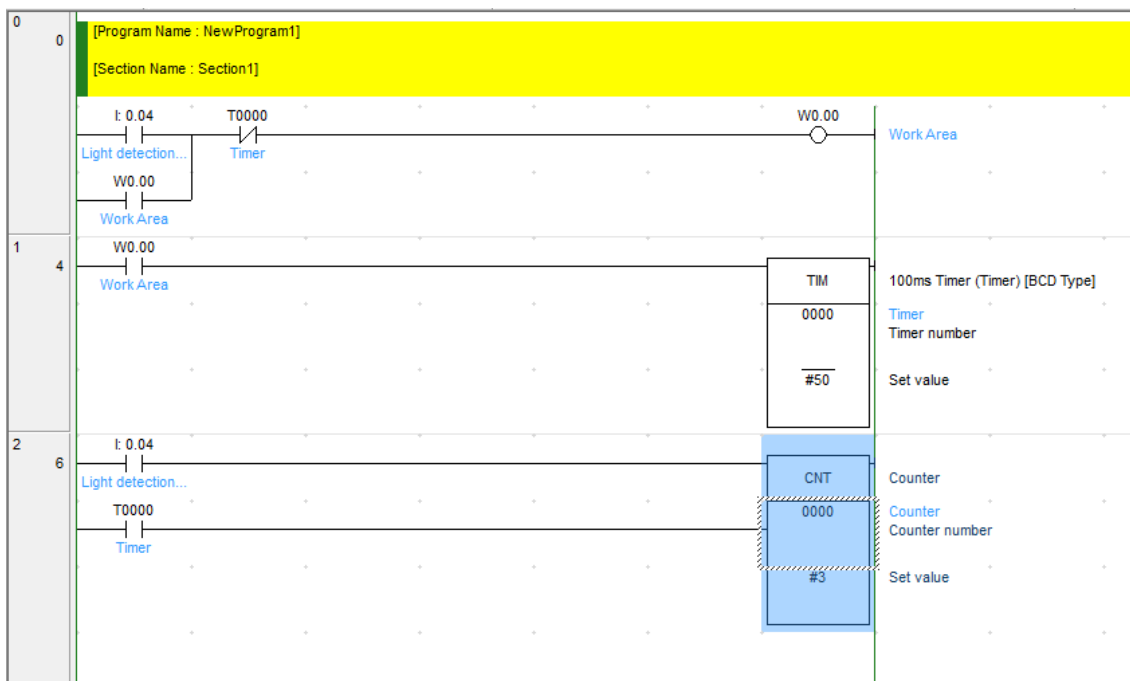 0
0
[Program Name : NewProgram1]
[Section Name : Section1]
I: 0.04 T0000 W0.00
Work Area
Light detection... Timer
W0.00
Work Area
1
W0.00
4
Work Area
TIM 100ms Timer (Timer) [BCD Type]
0000 Timer
Timer number
#50 Set value
2
I: 0.04
6
Light detection...
CNT Counter
T0000 0000 Counter
Counter number
Timer
#3 Set value